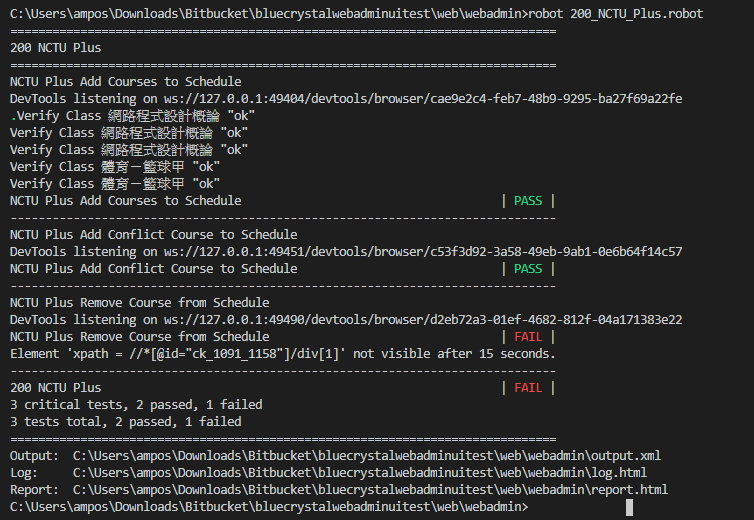 C:\Users\ampos\Downloads\Bitbucket\bluecrystalwebadminuitest\web\webadmin>robot 200_NCTU_Plus.robot
==============================================================================
200 NCTU Plus
==============================================================================
NCTU Plus Add Courses to Schedule
DevTools listening on ws://127.0.0.1:49404/devtools/browser/cae9e2c4-feb7-48b9-9295-ba27f69a22fe
.Verify Class 網路程式設計概論 "ok"
Verify Class 網路程式設計概論 "ok"
Verify Class 網路程式設計概論 "ok"
Verify Class 體育－籃球甲 "ok"
Verify Class 體育－籃球甲 "ok"
NCTU Plus Add Courses to Schedule | PASS |
------------------------------------------------------------------------------
NCTU Plus Add Conflict Course to Schedule
DevTools listening on ws://127.0.0.1:49451/devtools/browser/c53f3d92-3a58-49eb-9ab1-0e6b64f14c57
NCTU Plus Add Conflict Course to Schedule | PASS |
------------------------------------------------------------------------------
NCTU Plus Remove Course from Schedule
DevTools listening on ws://127.0.0.1:49490/devtools/browser/d2eb72a3-01ef-4682-812f-04a171383e22
NCTU Plus Remove Course from Schedule | FAIL |
Element 'xpath = //*[@id="ck_1091_1158"]/div[1]' not visible after 15 seconds.
------------------------------------------------------------------------------
200 NCTU Plus | FAIL |
3 critical tests, 2 passed, 1 failed
3 tests total, 2 passed, 1 failed
==============================================================================
Output: C:\Users\ampos\Downloads\Bitbucket\bluecrystalwebadminuitest\web\webadmin\output.xml
Log: C:\Users\ampos\Downloads\Bitbucket\bluecrystalwebadminuitest\web\webadmin\log.html
Report: C:\Users\ampos\Downloads\Bitbucket\bluecrystalwebadminuitest\web\webadmin\report.html
C:\Users\ampos\Downloads\Bitbucket\bluecrystalwebadminuitest\web\webadmin>